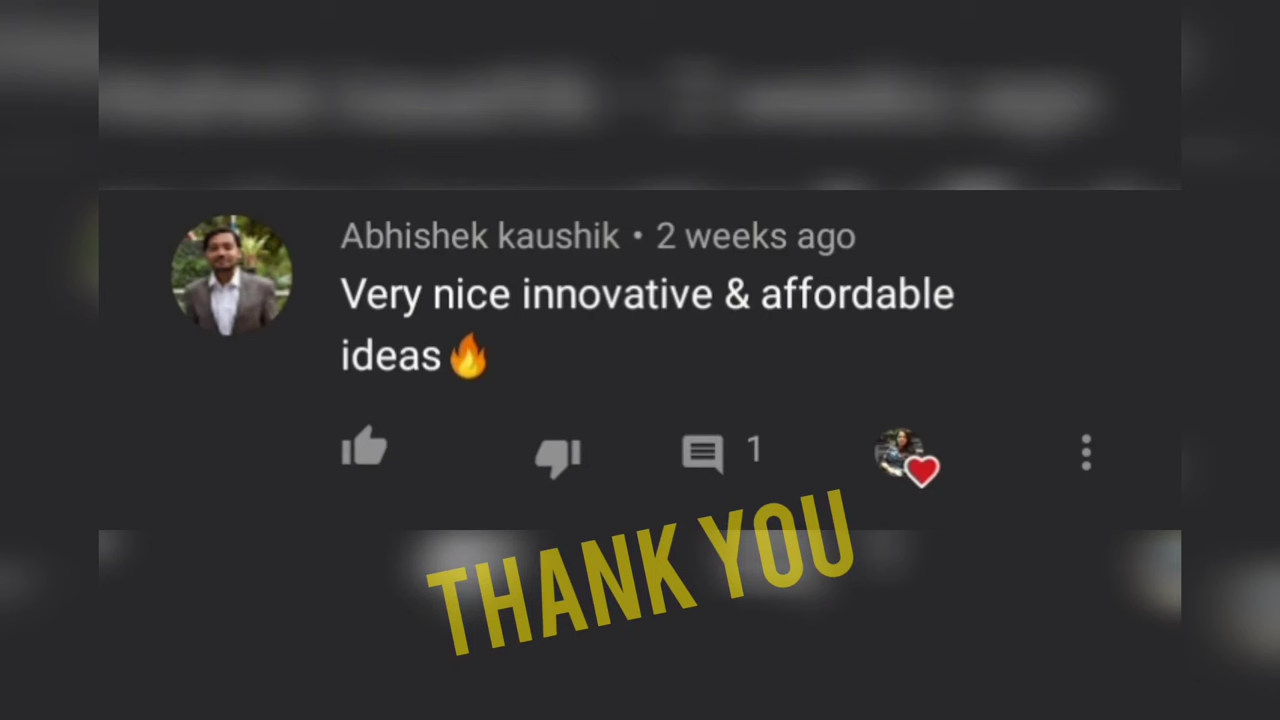 Abhishek kaushik • 2 weeks ago
Very nice innovative & affordable
ideas🔥
1
THANK YOU